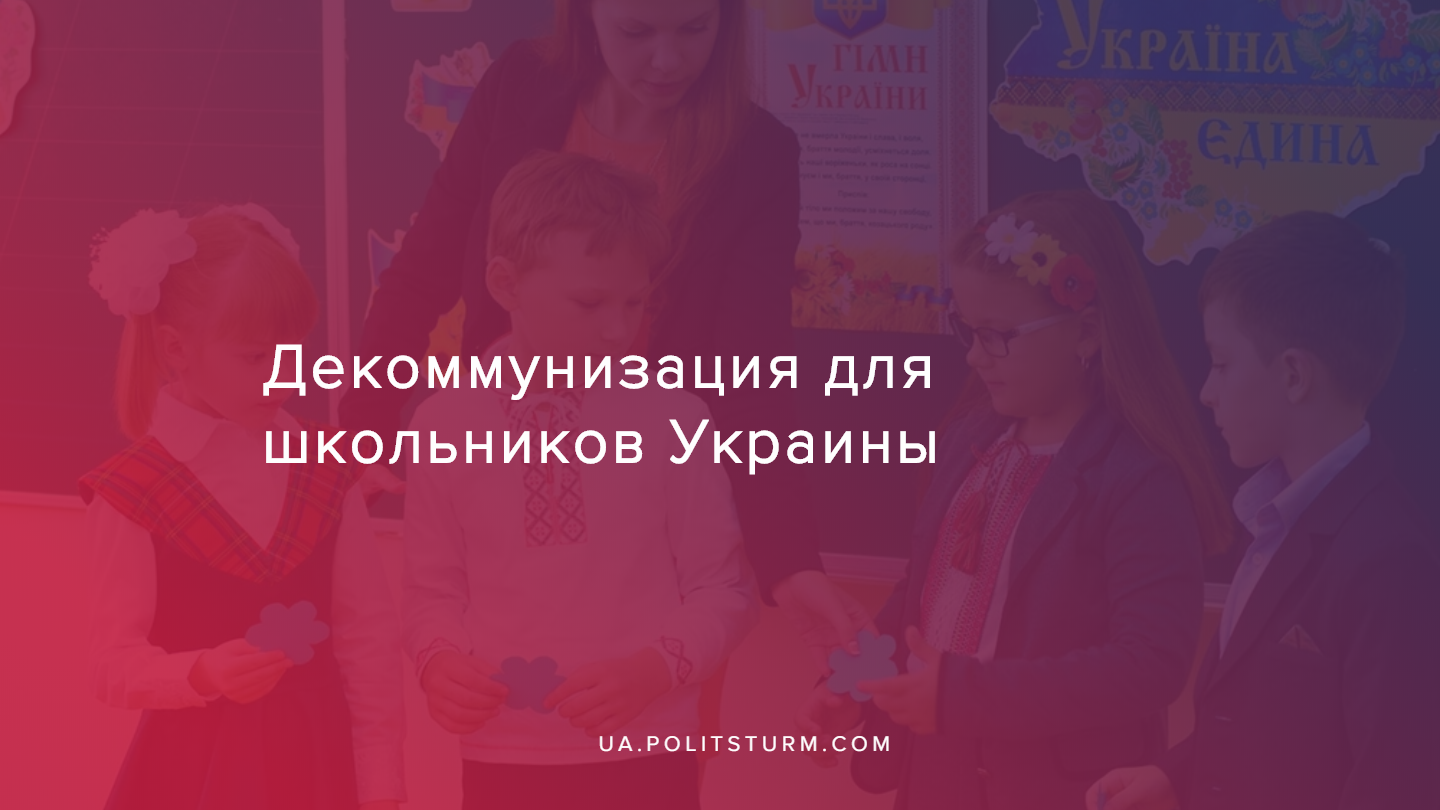 ГІМН
УКРАЇНИ
УКРАЇНА
ЄДИНА
Декоммунизация для
школьников Украины
UA.POLITSTURM.COM